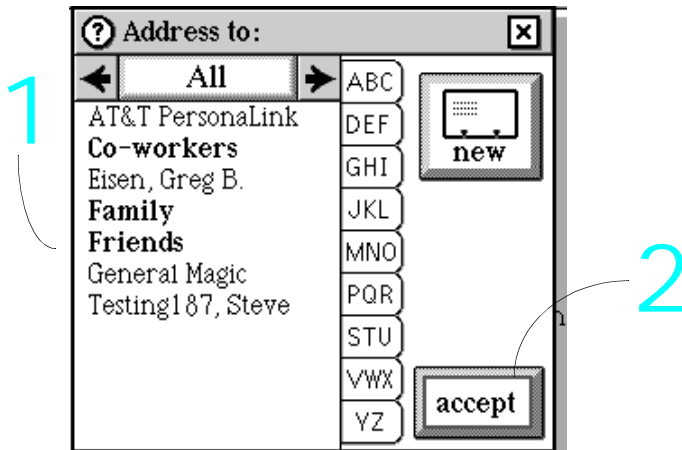 Address to:
All
AT&T PersonaLink
Co-workers
Eisen, Greg B.
Family
Friends
General Magic
Testing187, Steve
ABC
DEF
GHI
JKL
MNO
PQR
STU
VWX
YZ
new
accept
1
2